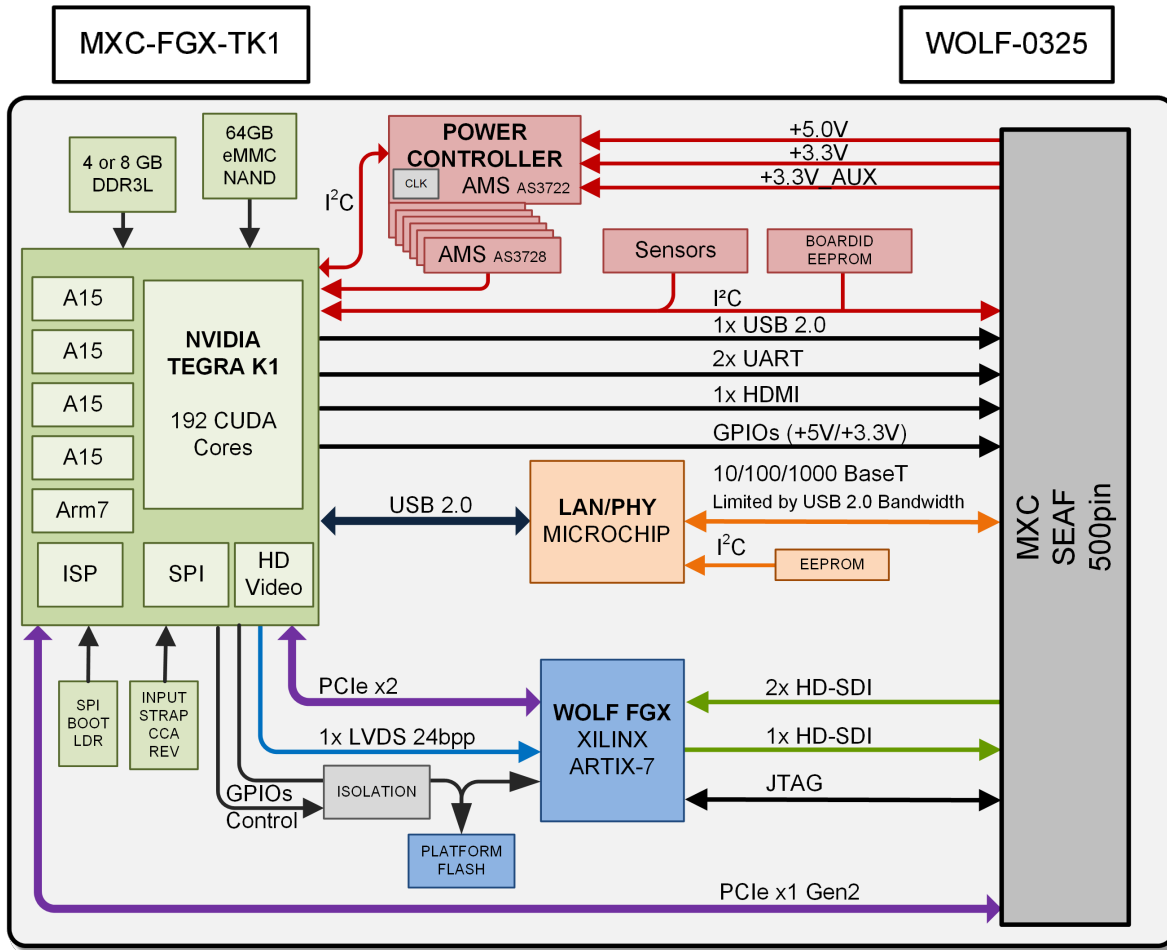 MXC-FGX-TK1
WOLF-0325
4 or 8 GB
DDR3L
64GB
eMMC
NAND
I²C
POWER
CONTROLLER
CLK
AMS AS3722
AMS AS3728
+5.0V
+3.3V
+3.3V_AUX
Sensors
BOARDID
EEPROM
I²C
1x USB 2.0
2x UART
1x HDMI
GPIOs (+5V/+3.3V)
A15
A15
A15
A15
Arm7
NVIDIA
TEGRA K1
192 CUDA
Cores
ISP
SPI
HD
Video
USB 2.0
LAN/PHY
MICROCHIP
10/100/1000 BaseT
Limited by USB 2.0 Bandwidth
I²C
EEPROM
MXC
SEAF
500pin
SPI
BOOT
LDR
INPUT
STRAP
CCA
REV
PCIe x2
1x LVDS 24bpp
GPIOs
Control
ISOLATION
PLATFORM
FLASH
WOLF FGX
XILINX
ARTIX-7
2x HD-SDI
1x HD-SDI
JTAG
PCIe x1 Gen2